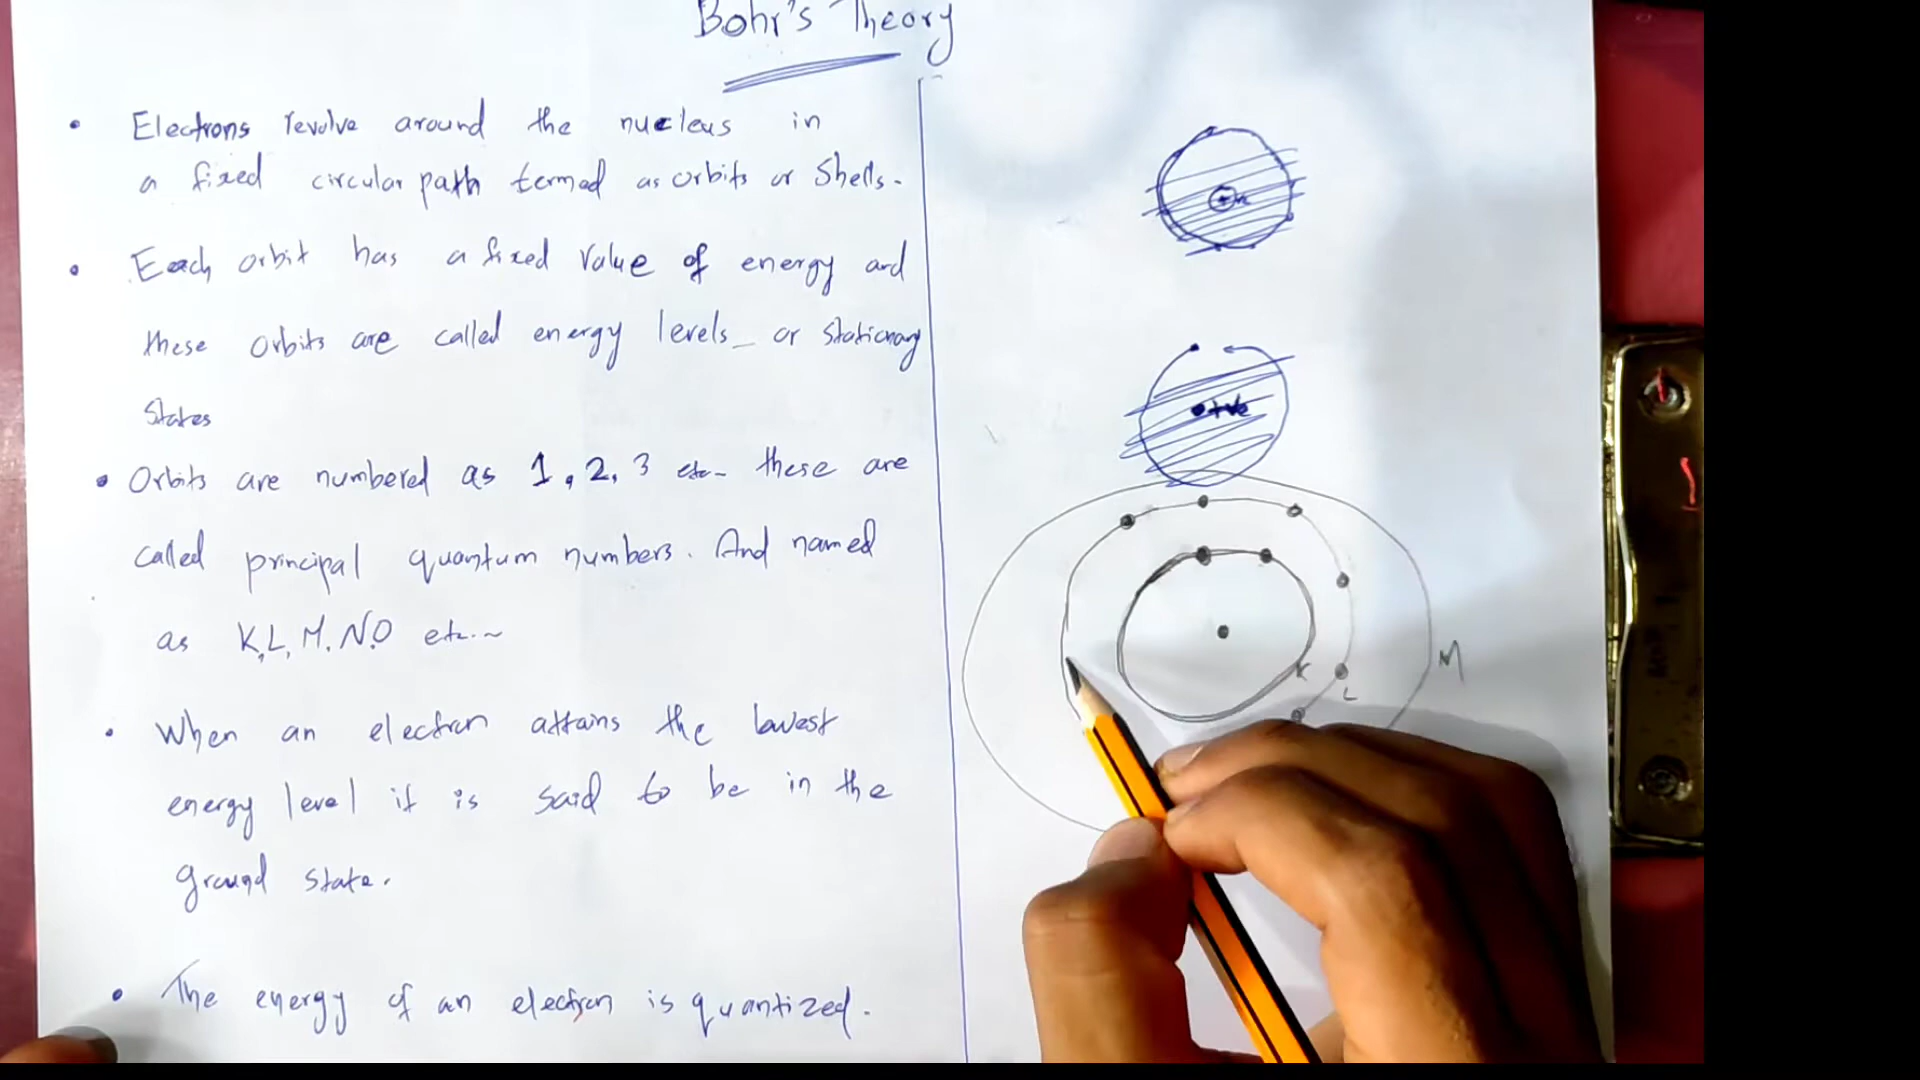 Bohr's Theory
• Electrons revolve around the nucleus in
a fixed circular path termed as orbits or Shells.
• Each orbit has a fixed value of energy and
these orbits are called energy levels or Stationary
States
• Orbits are numbered as 1, 2, 3 etc. these are
called principal quantum numbers. And named
as K, L, M, N, O etc..
• When an electron attains the lowest
energy level it is said to be in the
ground state.
• The energy of an electron is quantized.
+ve
K
L
M